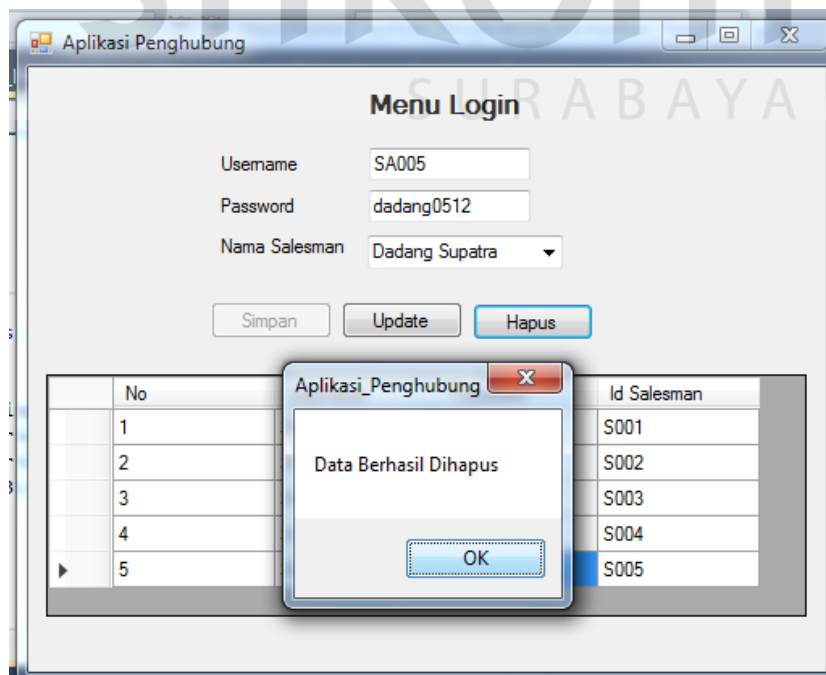 Aplikasi Penghubung
SURABAYA
Menu Login
Username SA005
Password dadang0512
Nama Salesman Dadang Supatra
Simpan Update Hapus
No Id Salesman
1 S001
2 S002
3 S003
4 S004
5 S005
Aplikasi_Penghubung
Data Berhasil Dihapus
OK